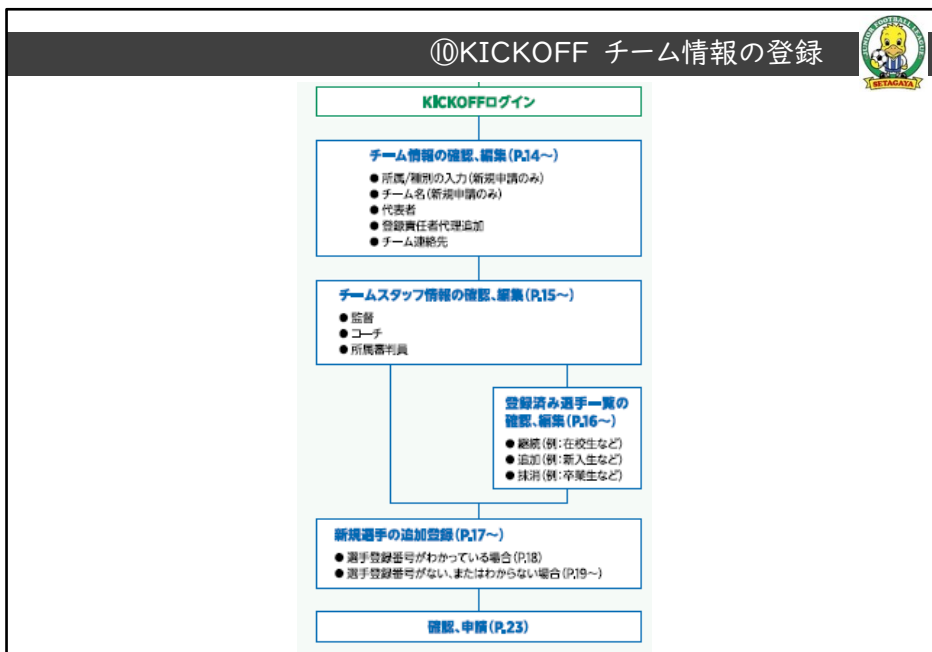 ⑩KICKOFF チーム情報の登録
JUNIOR FOOTBALL LEAGUE
SETAGAYA
KICKOFFログイン
チーム情報の確認、編集(P.14～)
● 所属/種別の入力(新規申請のみ)
● チーム名(新規申請のみ)
● 代表者
● 登録責任者代理追加
● チーム連絡先
チームスタッフ情報の確認、編集(P.15～)
● 監督
● コーチ
● 所属審判員
登録済み選手一覧の
確認、編集(P.16～)
● 継続(例:在校生など)
● 追加(例:新入生など)
● 抹消(例:卒業生など)
新規選手の追加登録(P.17～)
● 選手登録番号がわかっている場合(P.18)
● 選手登録番号がない、またはわからない場合(P.19～)
確認、申請(P.23)